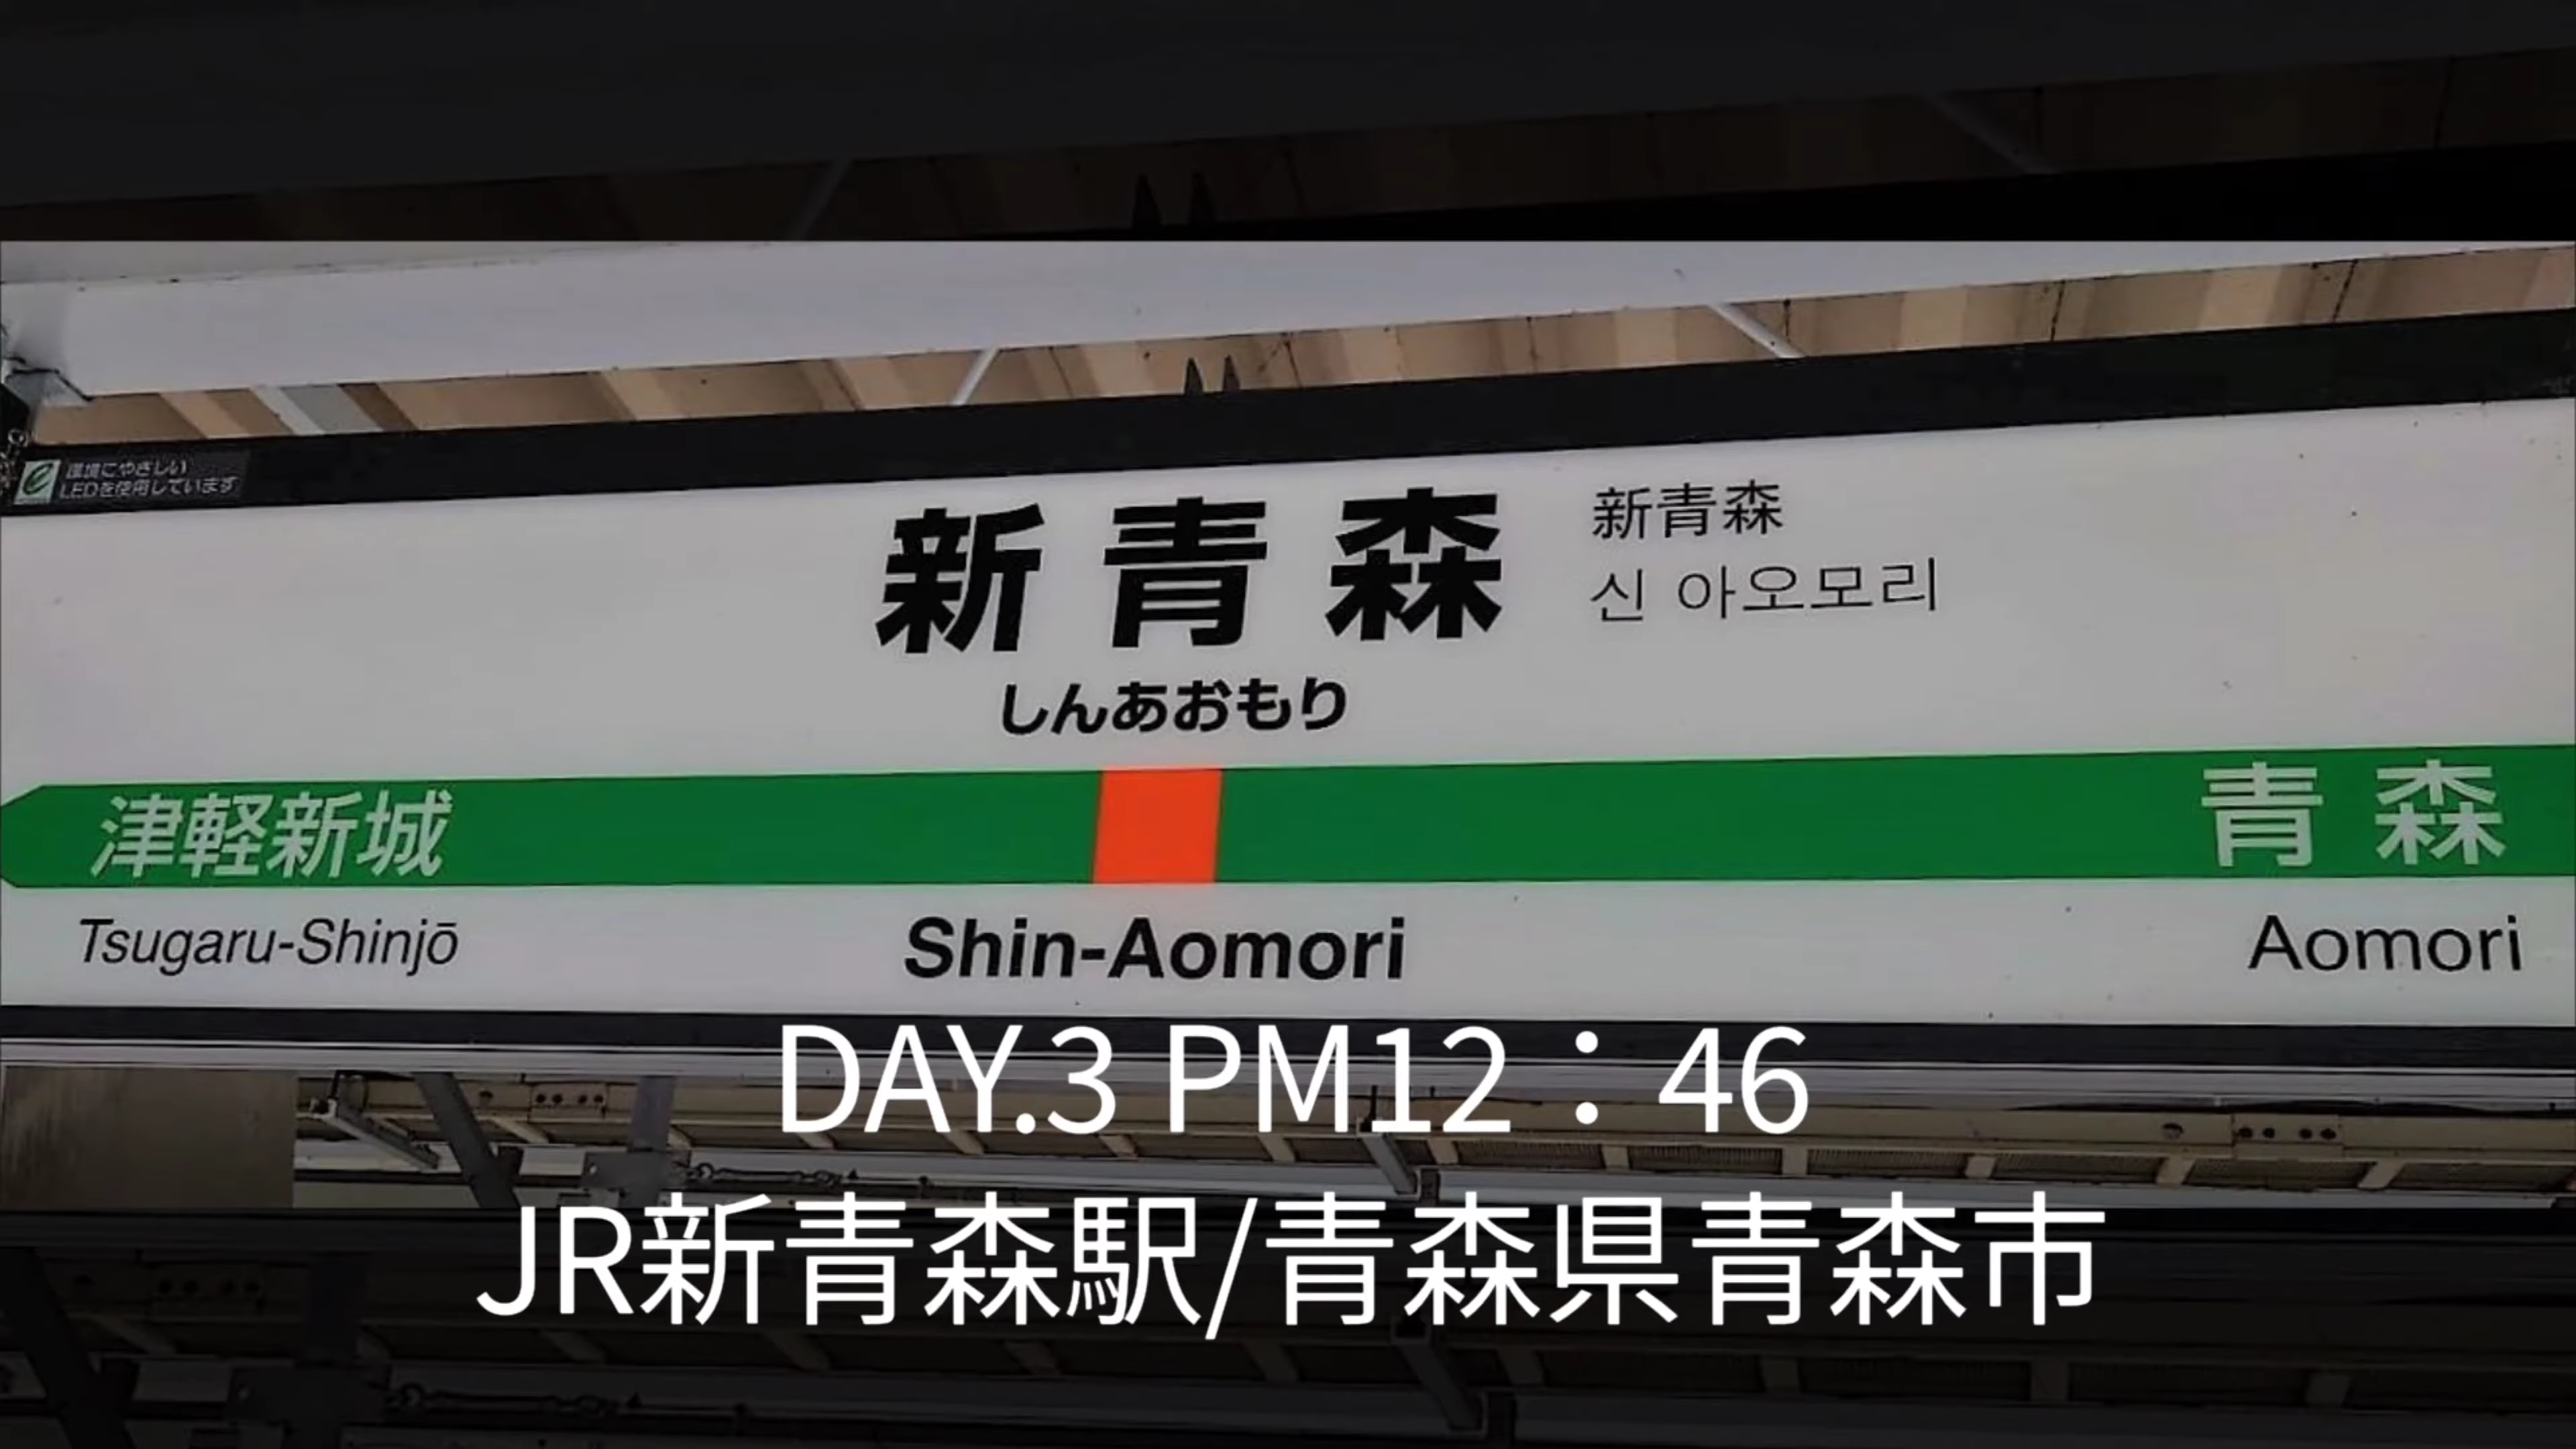 環境にやさしい
LEDを使用しています
新青森
新青森
신 아오모리
しんあおもり
津軽新城
青森
Tsugaru-Shinjō
Shin-Aomori
Aomori
DAY.3 PM12：46
JR新青森駅/青森県青森市